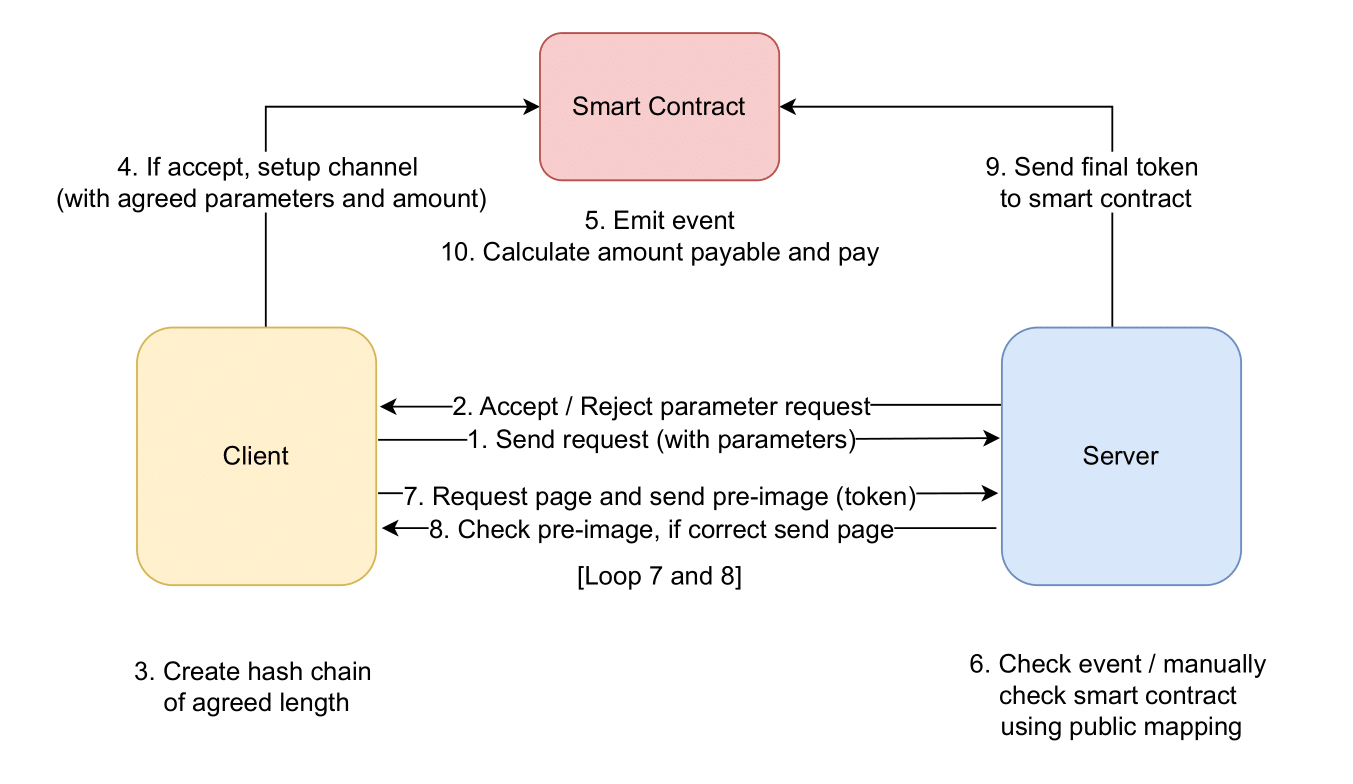 Smart Contract
4. If accept, setup channel
(with agreed parameters and amount)
9. Send final token
to smart contract
5. Emit event
10. Calculate amount payable and pay
2. Accept / Reject parameter request
1. Send request (with parameters)
Client
Server
7. Request page and send pre-image (token)
8. Check pre-image, if correct send page
[Loop 7 and 8]
3. Create hash chain
of agreed length
6. Check event / manually
check smart contract
using public mapping